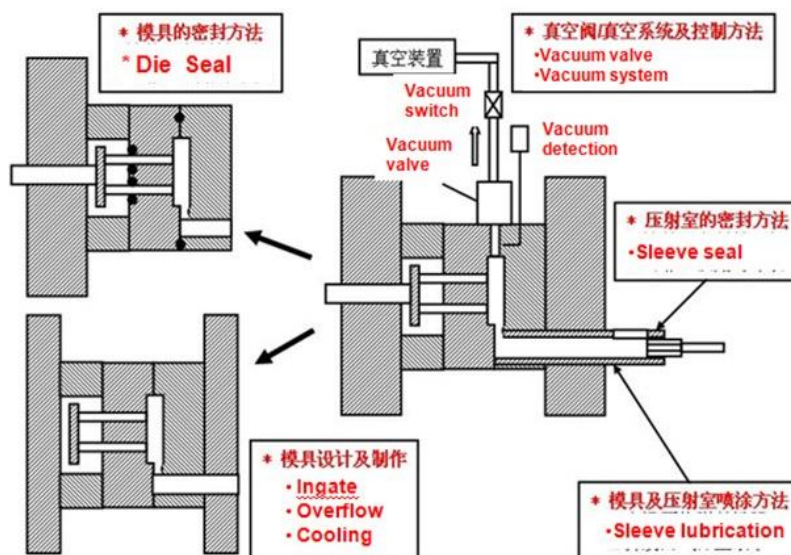 * 模具的密封方法
* Die Seal
真空装置
Vacuum
switch
Vacuum
valve
Vacuum
detection
* 真空阀/真空系统及控制方法
•Vacuum valve
•Vacuum system
* 压射室的密封方法
•Sleeve seal
* 模具设计及制作
• Ingate
• Overflow
• Cooling
* 模具及压射室喷涂方法
•Sleeve lubrication